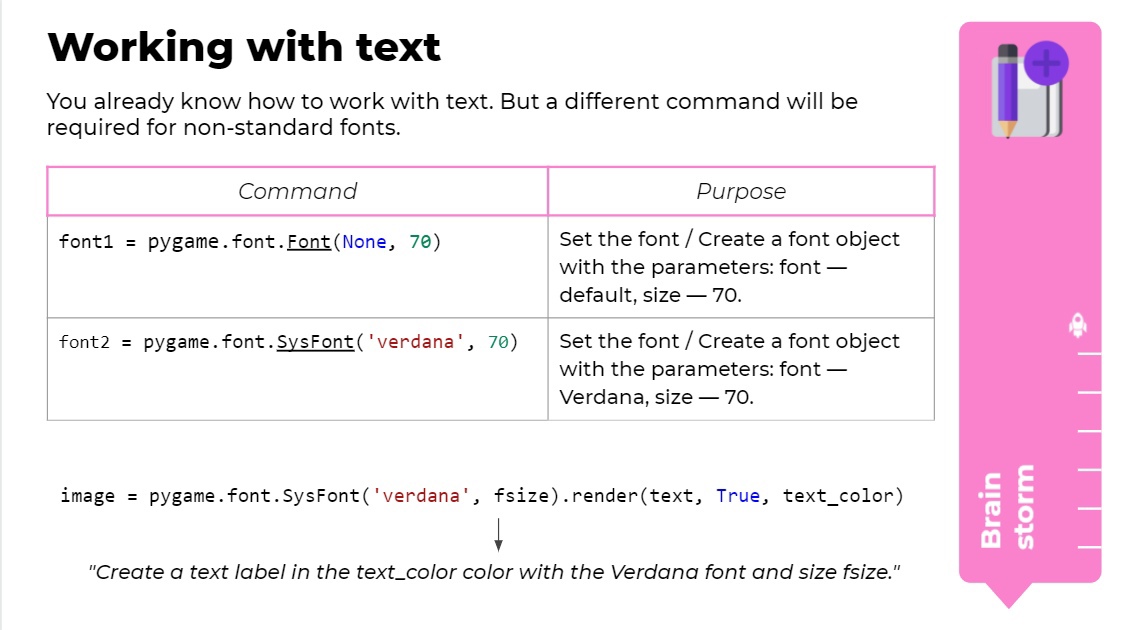 Working with text
You already know how to work with text. But a different command will be
required for non-standard fonts.
Command
Purpose
font1 = pygame.font.Font(None, 70)
Set the font / Create a font object
with the parameters: font —
default, size — 70.
font2 = pygame.font.SysFont('verdana', 70)
Set the font / Create a font object
with the parameters: font —
Verdana, size — 70.
image = pygame.font.SysFont('verdana', fsize).render(text, True, text_color)
"Create a text label in the text_color color with the Verdana font and size fsize."
Brain
storm